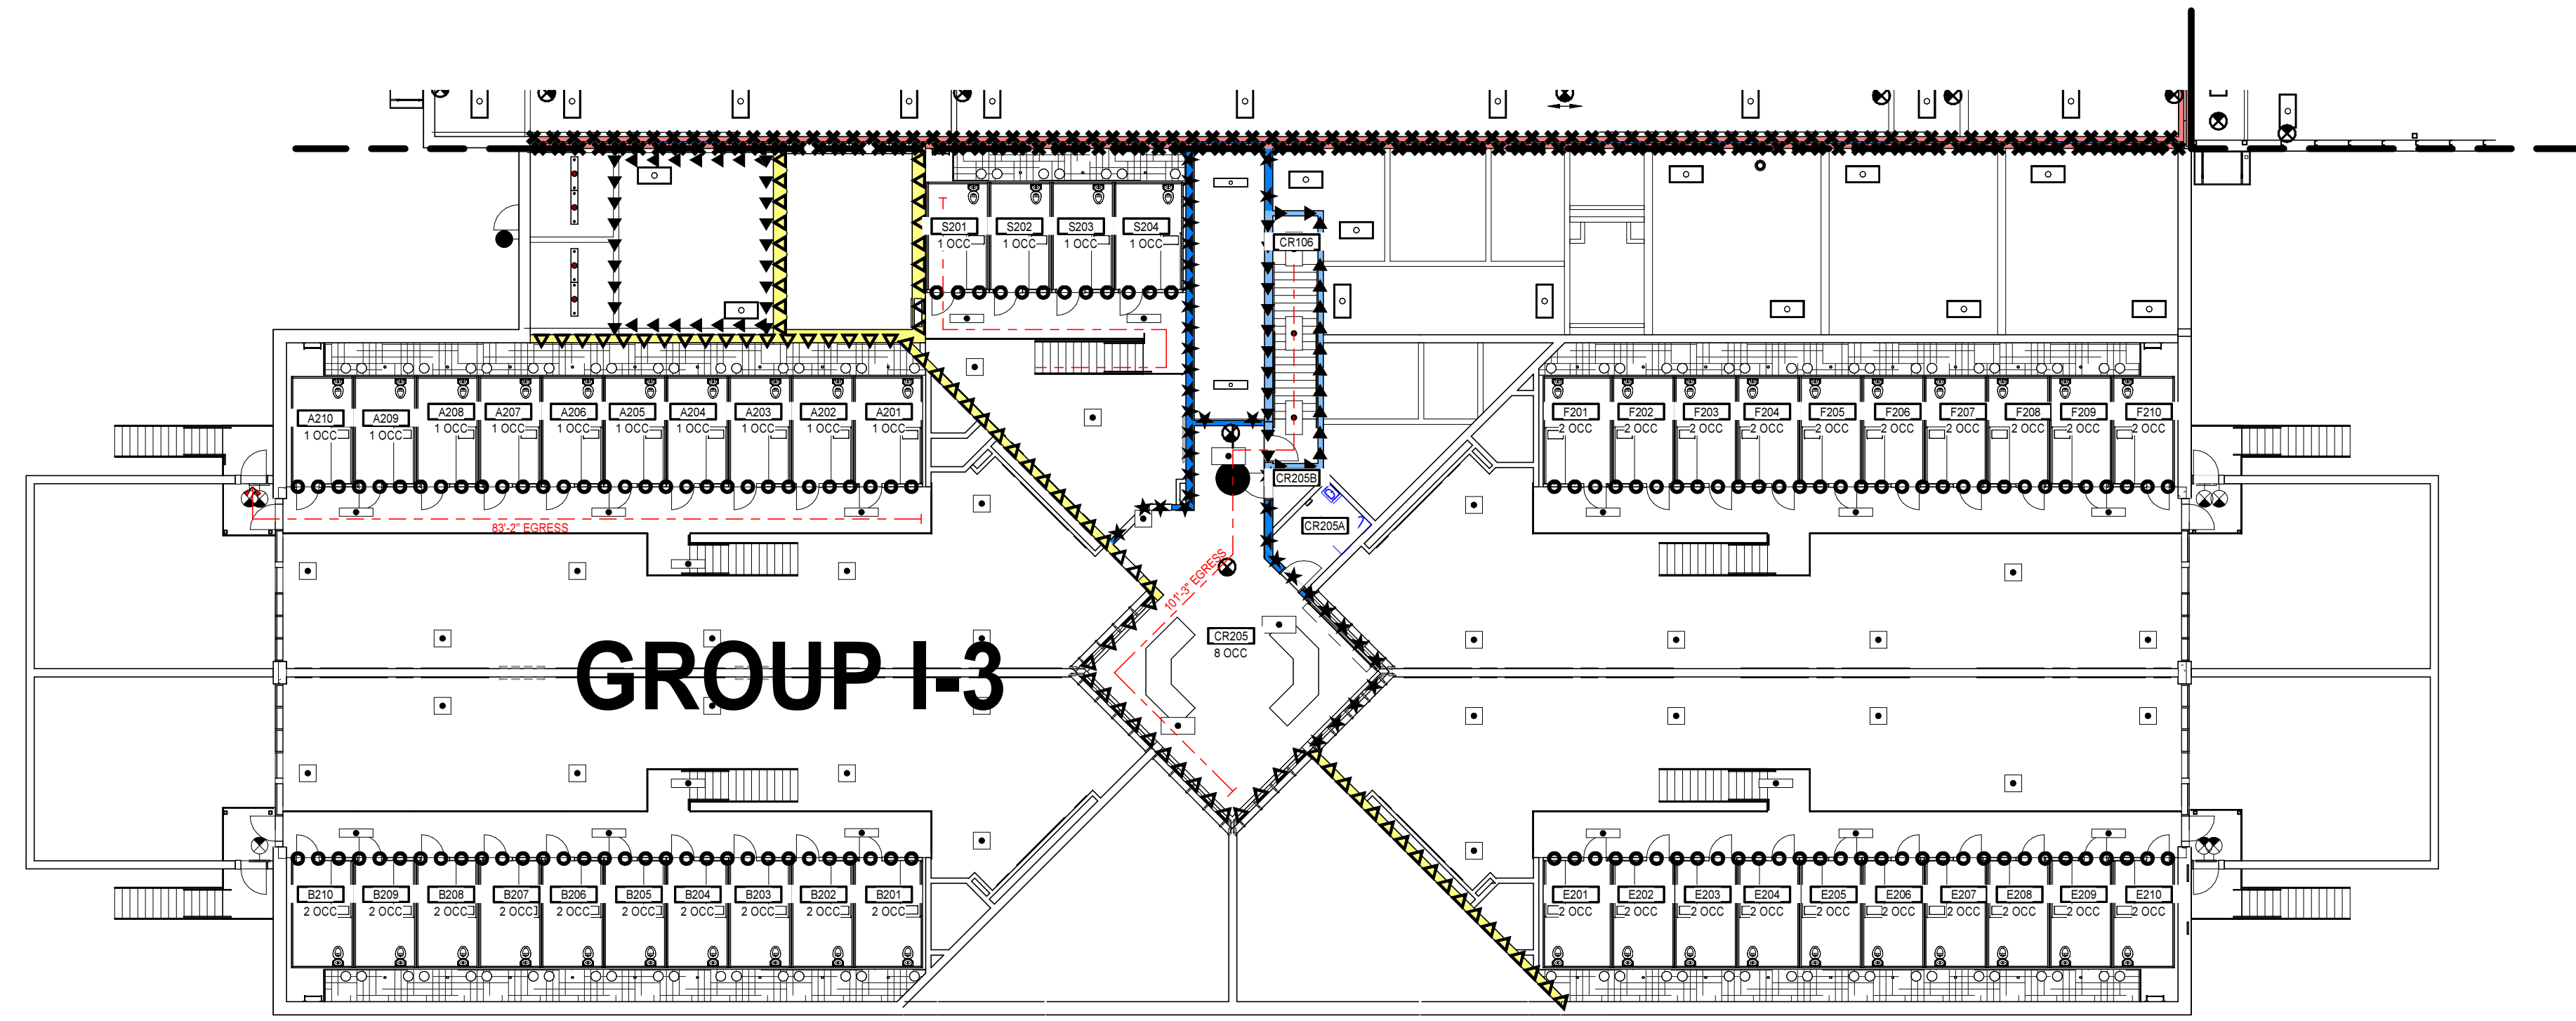 S201 S202 S203 S204
1 OCC 1 OCC 1 OCC 1 OCC
CR106
A210 A209 A208 A207 A206 A205 A204 A203 A202 A201
1 OCC 1 OCC 1 OCC 1 OCC 1 OCC 1 OCC 1 OCC 1 OCC 1 OCC 1 OCC
F201 F202 F203 F204 F205 F206 F207 F208 F209 F210
2 OCC 2 OCC 2 OCC 2 OCC 2 OCC 2 OCC 2 OCC 2 OCC 2 OCC 2 OCC
CR205B
83'-2" EGRESS
CR205A
101'-3" EGRESS
CR205
8 OCC
GROUP I-3
B210 B209 B208 B207 B206 B205 B204 B203 B202 B201
2 OCC 2 OCC 2 OCC 2 OCC 2 OCC 2 OCC 2 OCC 2 OCC 2 OCC 2 OCC
E201 E202 E203 E204 E205 E206 E207 E208 E209 E210
2 OCC 2 OCC 2 OCC 2 OCC 2 OCC 2 OCC 2 OCC 2 OCC 2 OCC 2 OCC